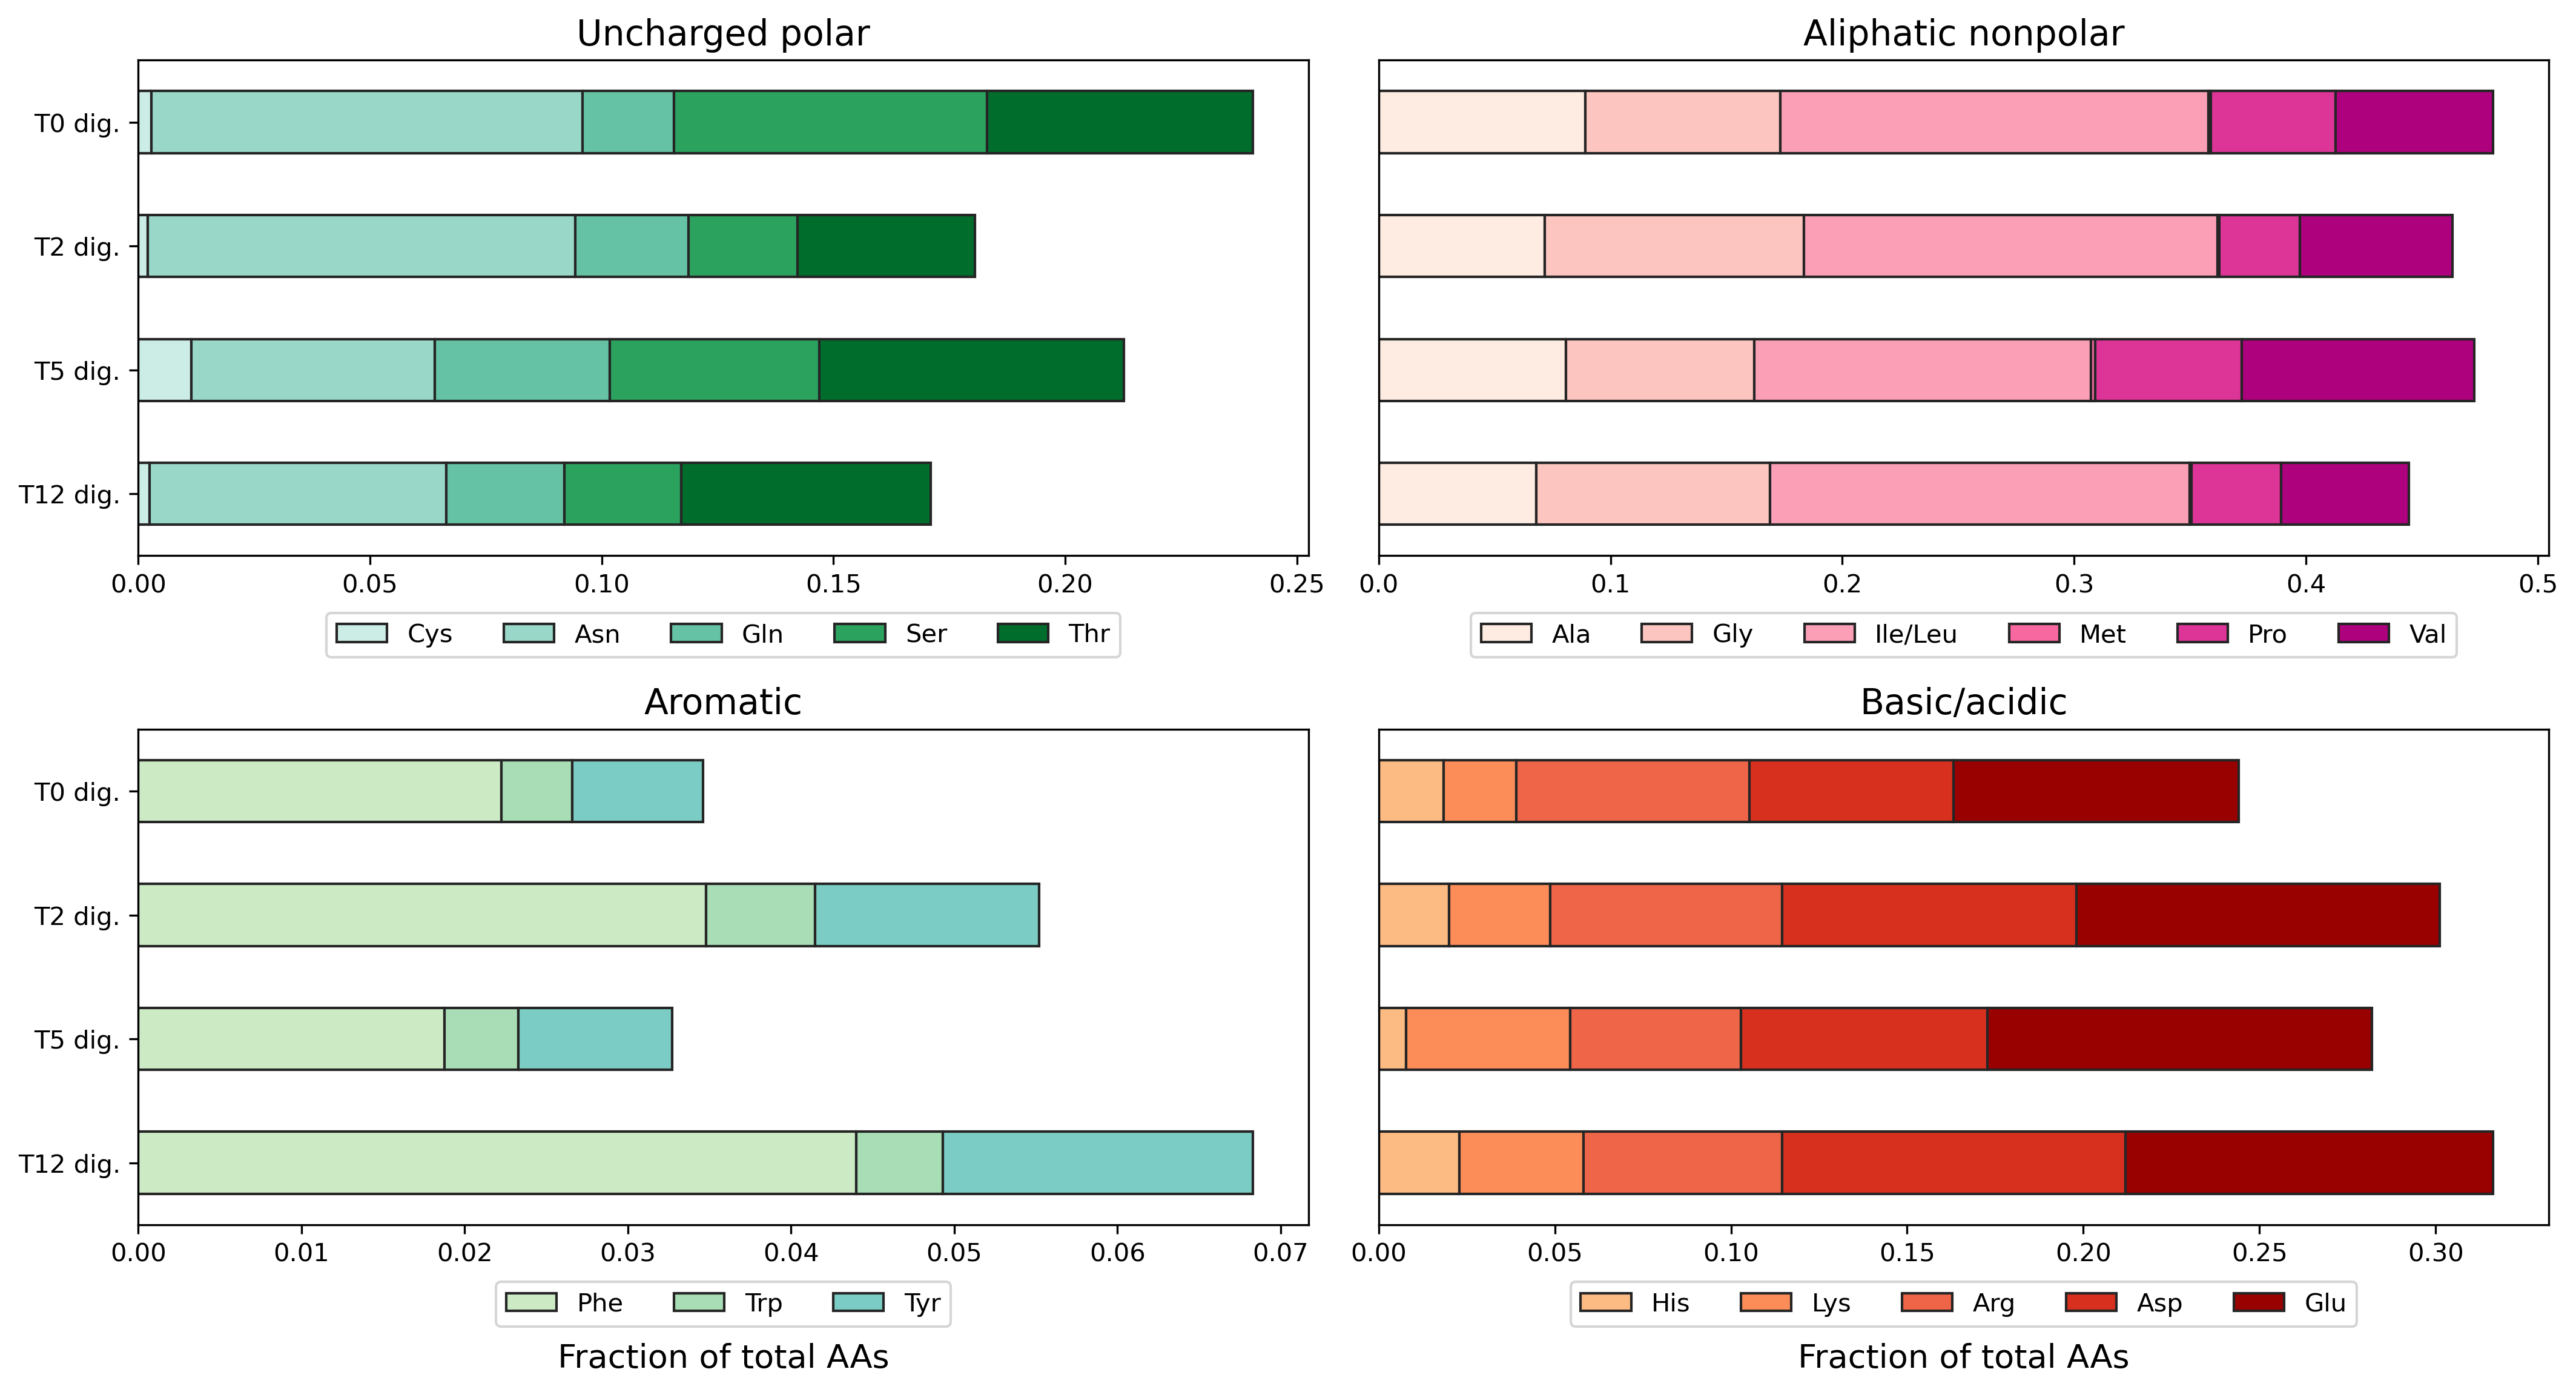 Uncharged polar
T0 dig.
T2 dig.
T5 dig.
T12 dig.
0.00 0.05 0.10 0.15 0.20 0.25
Cys Asn Gln Ser Thr
Aliphatic nonpolar
0.0 0.1 0.2 0.3 0.4 0.5
Ala Gly Ile/Leu Met Pro Val
Aromatic
T0 dig.
T2 dig.
T5 dig.
T12 dig.
0.00 0.01 0.02 0.03 0.04 0.05 0.06 0.07
Phe Trp Tyr
Fraction of total AAs
Basic/acidic
0.00 0.05 0.10 0.15 0.20 0.25 0.30
His Lys Arg Asp Glu
Fraction of total AAs